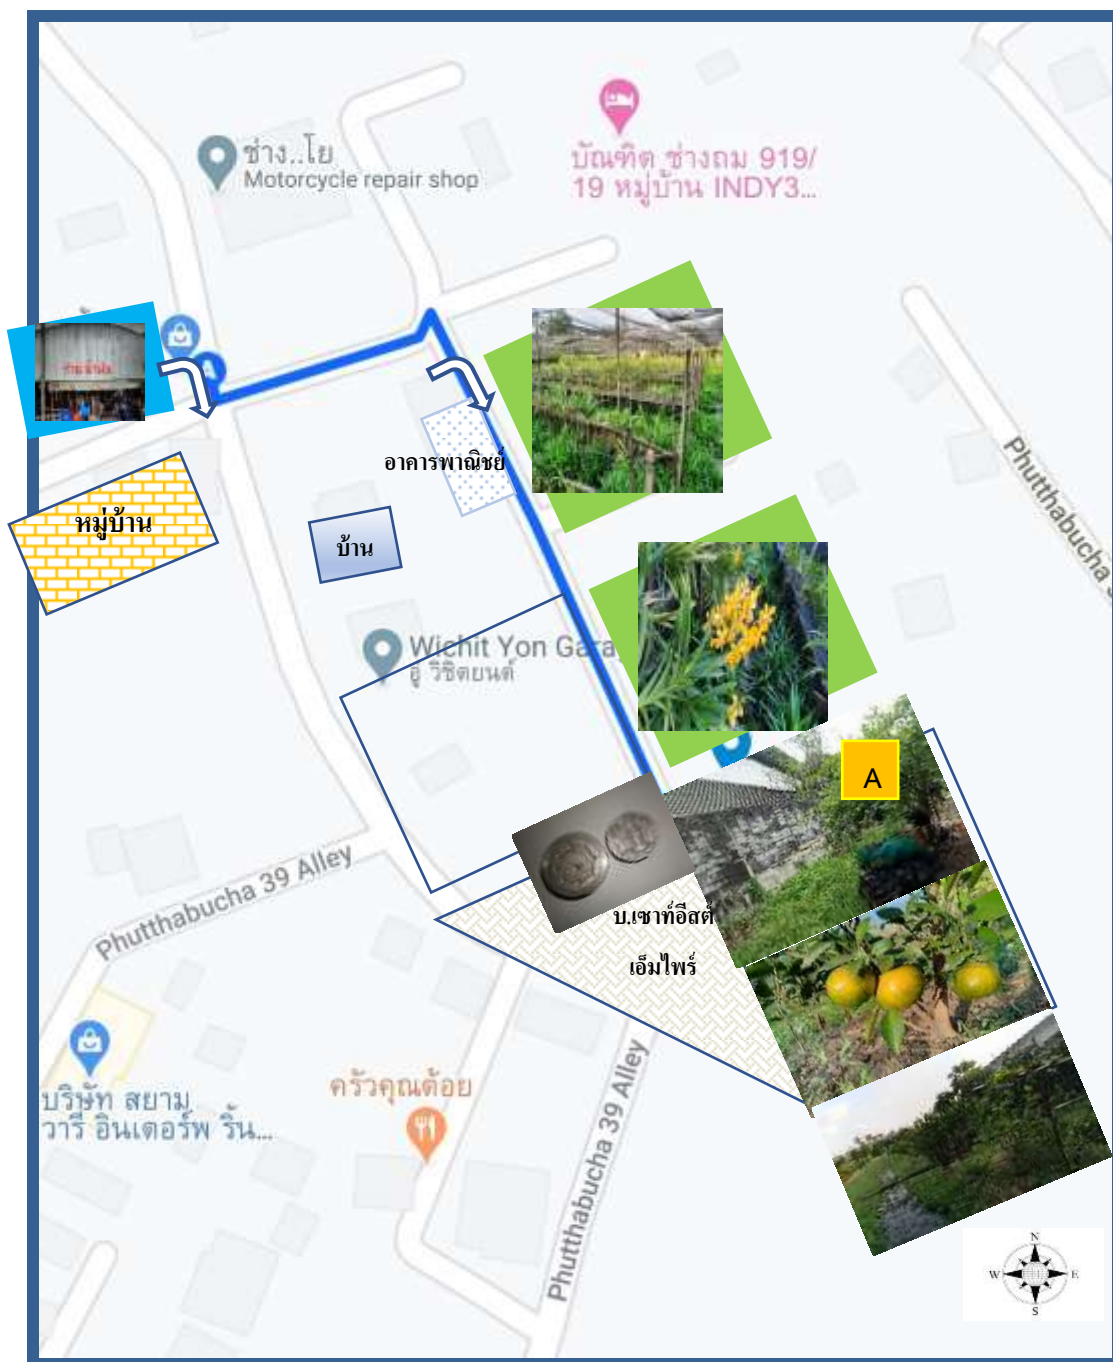 ช่าง..โย
Motorcycle repair shop
บัณฑิต ช่างถม 919/
19 หมู่บ้าน INDY3...
อาคารพาณิชย์
หมู่บ้าน
บ้าน
Phutthabucha
Wichit Yon Gara
อู่ วิชิตยนต์
A
Phutthabucha 39 Alley
บ.เซาท์อีสต์
เอ็มไพร์
บริษัท สยาม
วารี อินเตอร์พ ริ้น...
ครัวคุณต้อย
Phutthabucha 39 Alley
N
W E
S